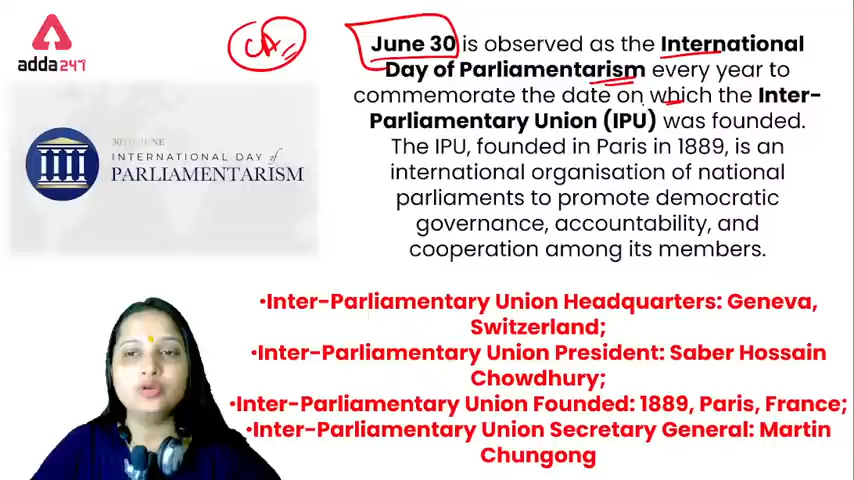 adda247
CA
June 30 is observed as the International
Day of Parliamentarism every year to
commemorate the date on which the Inter-
Parliamentary Union (IPU) was founded.
The IPU, founded in Paris in 1889, is an
international organisation of national
parliaments to promote democratic
governance, accountability, and
cooperation among its members.
30TH JUNE
INTERNATIONAL DAY of
PARLIAMENTARISM
•Inter-Parliamentary Union Headquarters: Geneva,
Switzerland;
•Inter-Parliamentary Union President: Saber Hossain
Chowdhury;
•Inter-Parliamentary Union Founded: 1889, Paris, France;
•Inter-Parliamentary Union Secretary General: Martin
Chungong